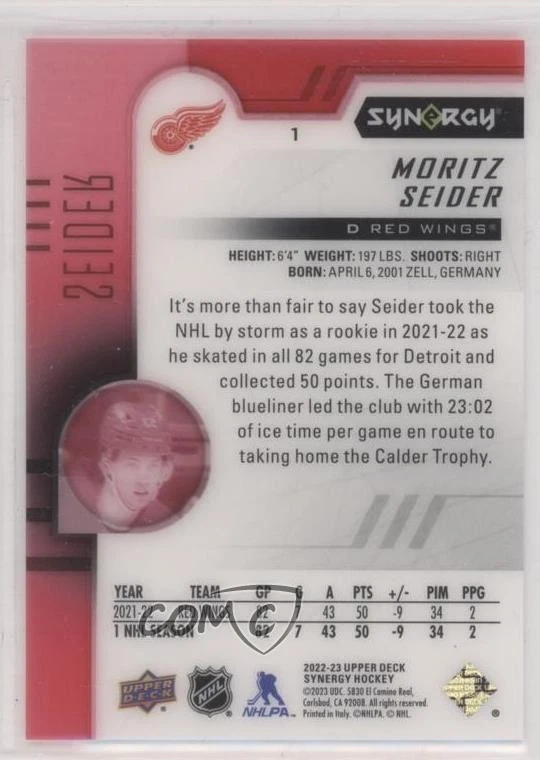 SYNERGY
1
MORITZ
SEIDER
D RED WINGS®
HEIGHT: 6'4" WEIGHT: 197 LBS. SHOOTS: RIGHT
BORN: APRIL 6, 2001 ZELL, GERMANY
SEIDER
It's more than fair to say Seider took the
NHL by storm as a rookie in 2021-22 as
he skated in all 82 games for Detroit and
collected 50 points. The German
blueliner led the club with 23:02
of ice time per game en route to
taking home the Calder Trophy.
YEAR TEAM GP G A PTS +/- PIM PPG
2021-22 RED WINGS 82 43 50 -9 34 2
1 NHL SEASON 82 7 43 50 -9 34 2
COMC
2022-23 UPPER DECK
SYNERGY HOCKEY
©2023 UDC. 5830 El Camino Real,
Carlsbad, CA 92008. All rights reserved.
Printed in Italy. ©NHLPA. © NHL.
UPPER DECK
NHL
NHLPA